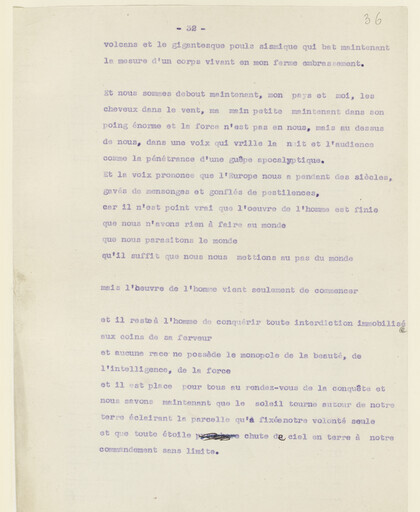 - 32 -
36
volcans et le gigantesque pouls sismique qui bat maintenant
la mesure d'un corps vivant en mon ferme embrassement.
Et nous sommes debout maintenant, mon pays et moi, les
cheveux dans le vent, ma main petite maintenant dans son
poing énorme et la force n'est pas en nous, mais au dessus
de nous, dans une voix qui vrille le nuit et l'audience
comme la pénétrance d'une guêpe apocalyptique.
Et la voix prononce que l'Europe nous a pendant des siècles,
gavés de mensonges et gonflés de pestilences,
car il n'est point vrai que l'oeuvre de l'homme est finie
que nous n'avons rien à faire au monde
que nous parasitons le monde
qu'il suffit que nous nous mettions au pas du monde
mais l'oeuvre de l'homme vient seulement de commencer
et il reste à l'homme de conquérir toute interdiction immobilisée
aux coins de sa ferveur
et aucune race ne possède le monopole de la beauté, de
l'intelligence, de la force
et il est place pour tous au rendez-vous de la conquête et
nous savons maintenant que le soleil tourne autour de notre
terre éclairant la parcelle qu'a fixée notre volonté seule
et que toute étoile chute de ciel en terre à notre
commandement sans limite.